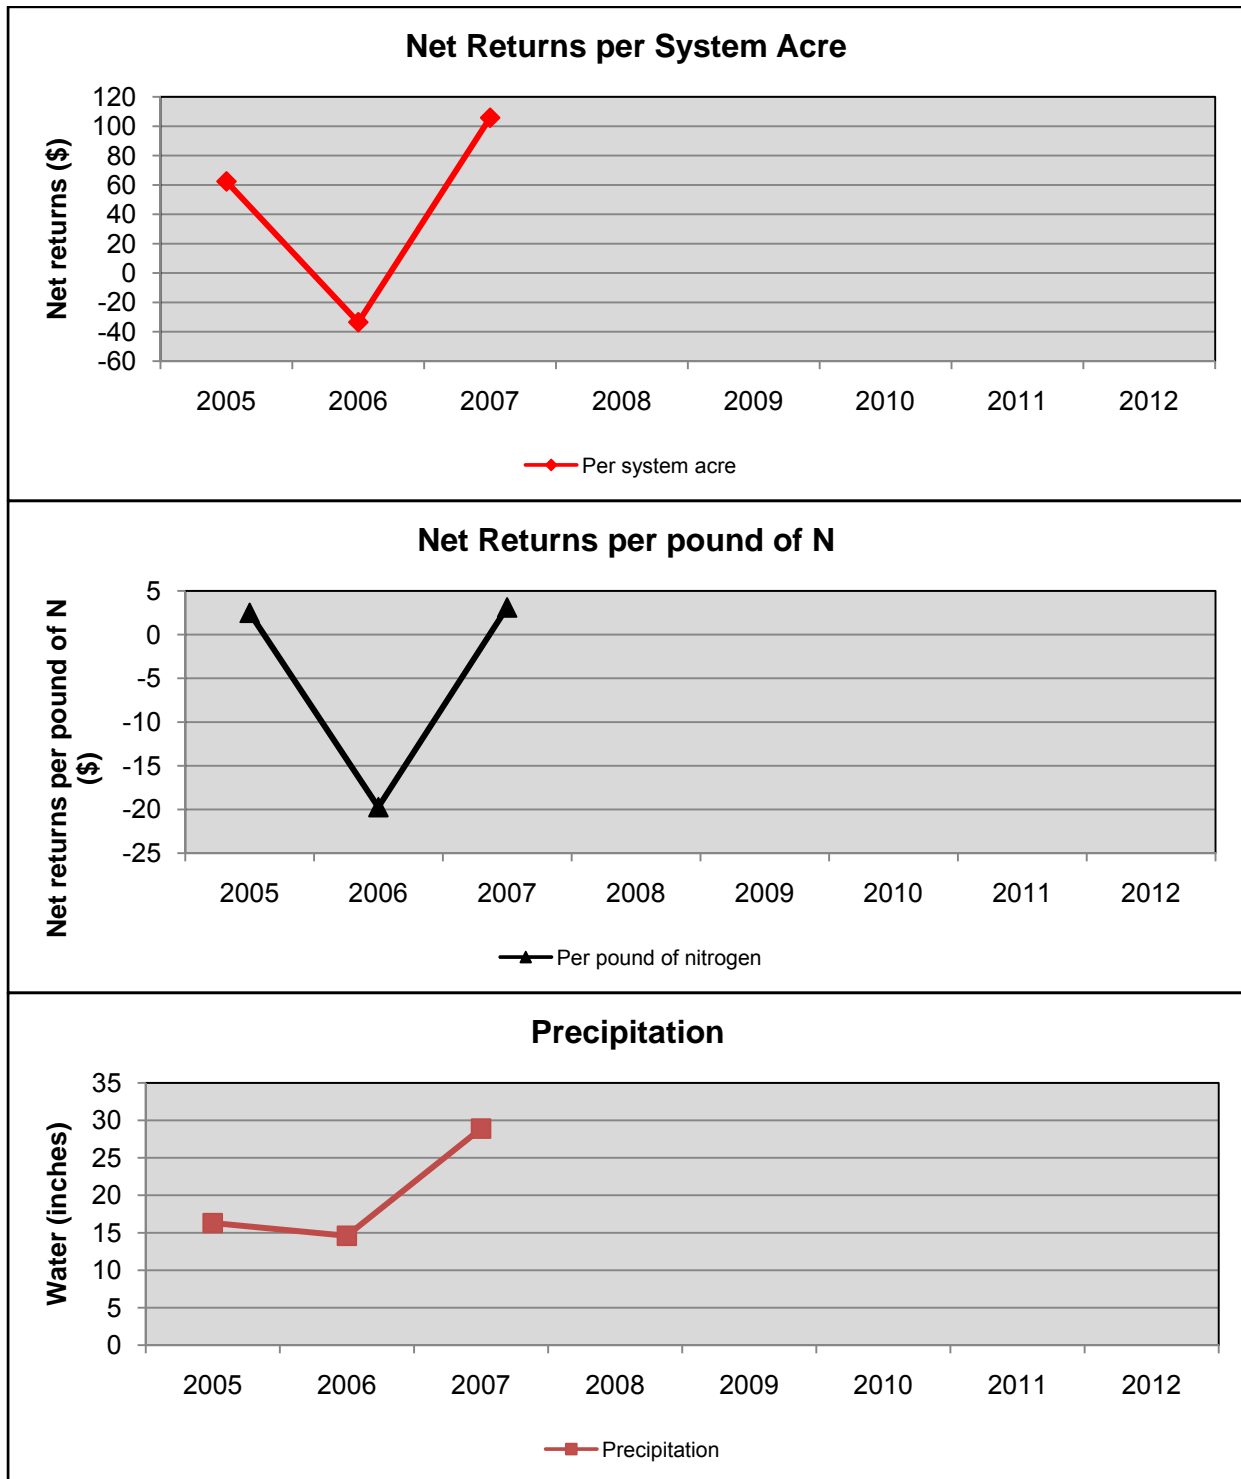 Net Returns per System Acre
Net returns ($)
120
100
80
60
40
20
0
-20
-40
-60
2005 2006 2007 2008 2009 2010 2011 2012
Per system acre
Net Returns per pound of N
Net returns per pound of N
($)
5
0
-5
-10
-15
-20
-25
2005 2006 2007 2008 2009 2010 2011 2012
Per pound of nitrogen
Precipitation
Water (inches)
35
30
25
20
15
10
5
0
2005 2006 2007 2008 2009 2010 2011 2012
Precipitation